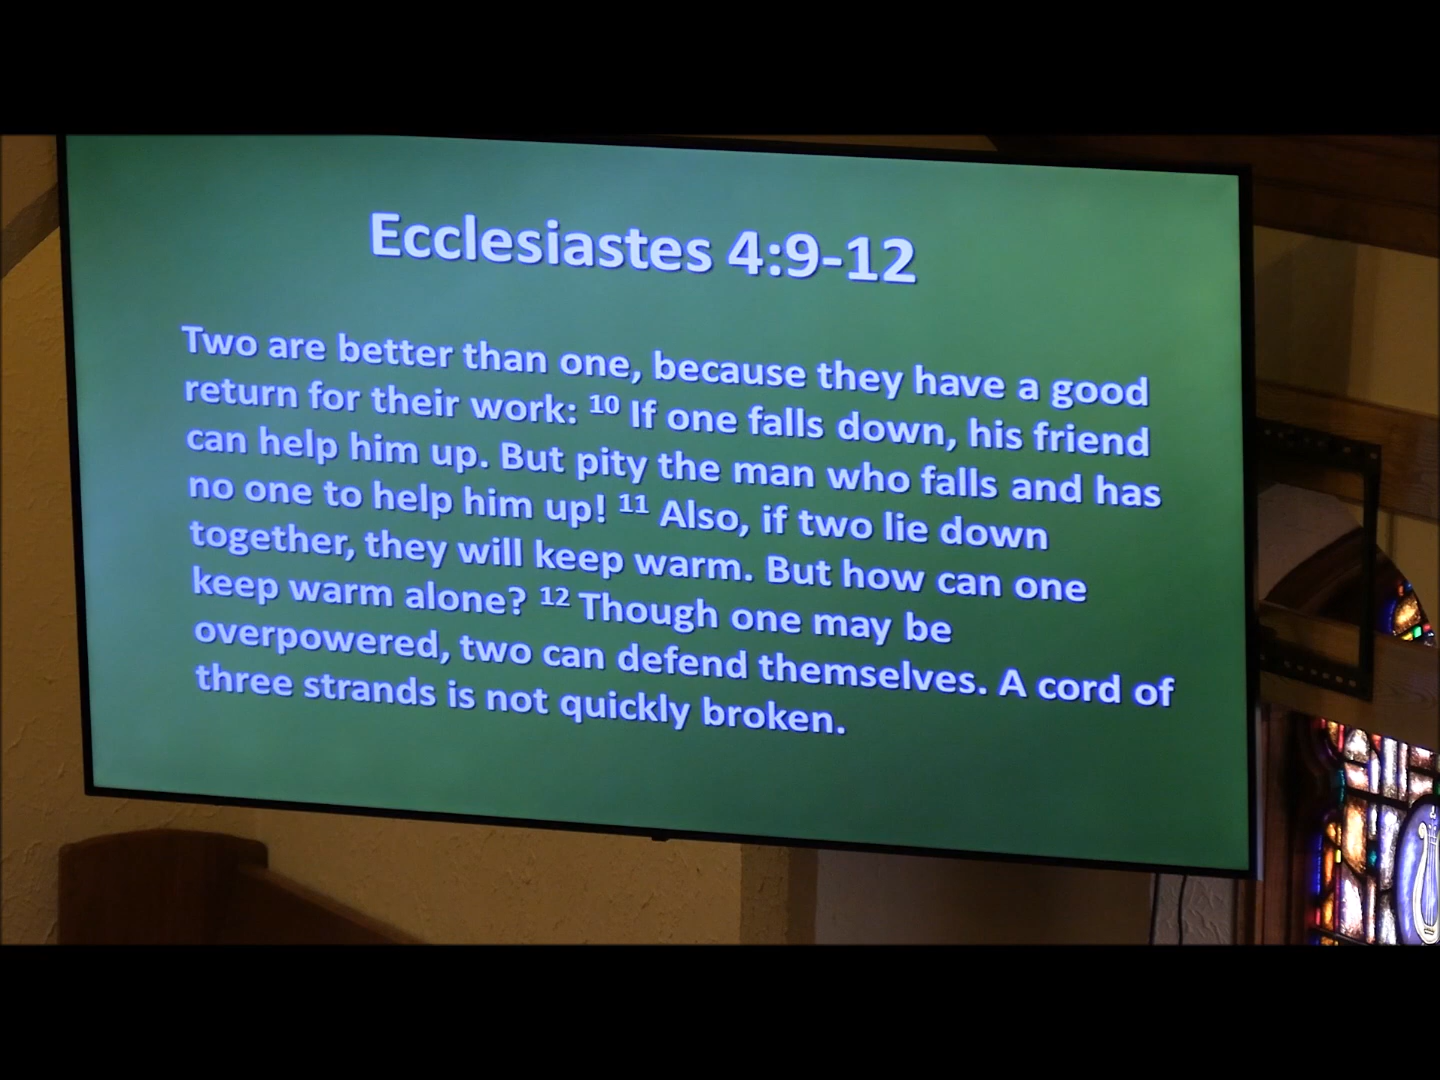 Ecclesiastes 4:9-12
Two are better than one, because they have a good
return for their work: ¹⁰ If one falls down, his friend
can help him up. But pity the man who falls and has
no one to help him up! ¹¹ Also, if two lie down
together, they will keep warm. But how can one
keep warm alone? ¹² Though one may be
overpowered, two can defend themselves. A cord of
three strands is not quickly broken.